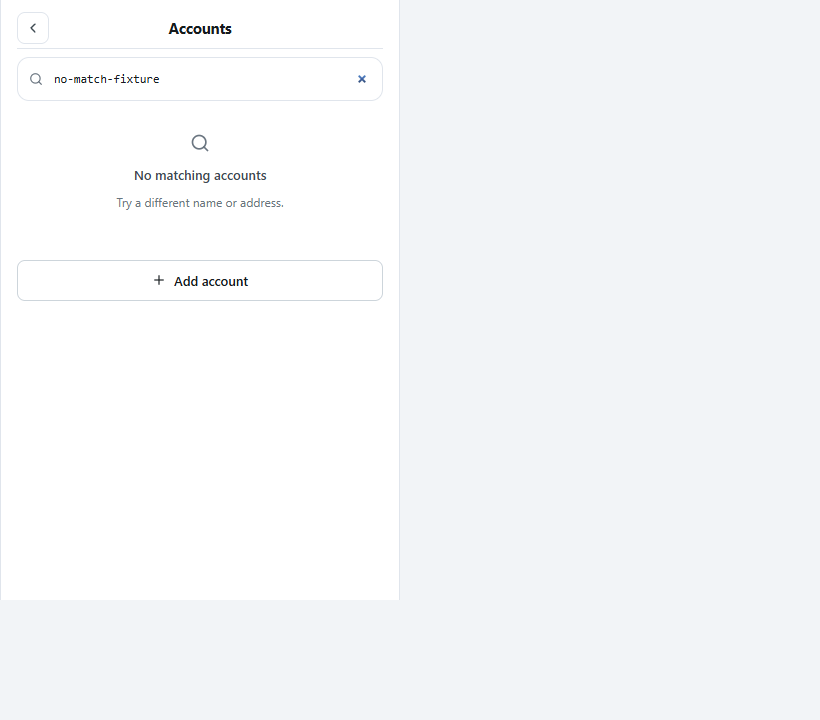 Accounts
no-match-fixture
No matching accounts
Try a different name or address.
Add account